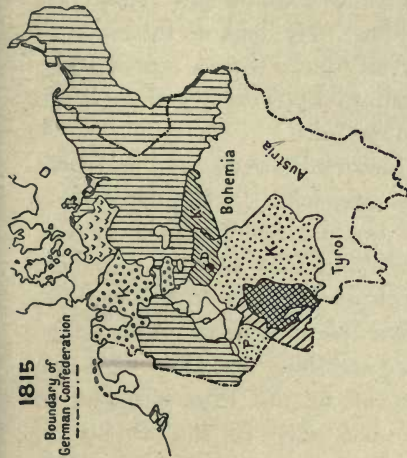 1815
Boundary of
German Confederation
K
K
D
Bohemia
Austria
K
P
Tyrol